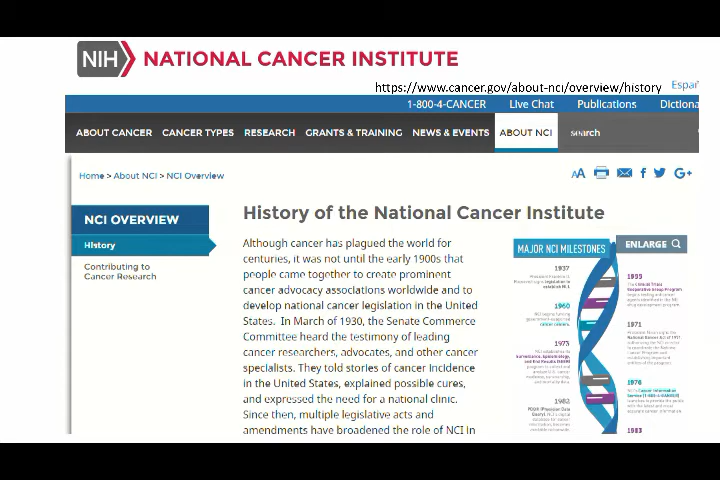 NIH NATIONAL CANCER INSTITUTE
https://www.cancer.gov/about-nci/overview/history
Españ
1-800-4-CANCER Live Chat Publications Dictiona
ABOUT CANCER CANCER TYPES RESEARCH GRANTS & TRAINING NEWS & EVENTS ABOUT NCI search
Home > About NCI > NCI Overview
AA
G+
NCI OVERVIEW
History
Contributing to
Cancer Research
History of the National Cancer Institute
Although cancer has plagued the world for
centuries, it was not until the early 1900s that
people came together to create prominent
cancer advocacy associations worldwide and to
develop national cancer legislation in the United
States. In March of 1930, the Senate Commerce
Committee heard the testimony of leading
cancer researchers, advocates, and other cancer
specialists. They told stories of cancer incidence
in the United States, explained possible cures,
and expressed the need for a national clinic.
Since then, multiple legislative acts and
amendments have broadened the role of NCI in
MAJOR NCI MILESTONES
ENLARGE
1937
1955
1960
1971
1973
1976
1982
1983